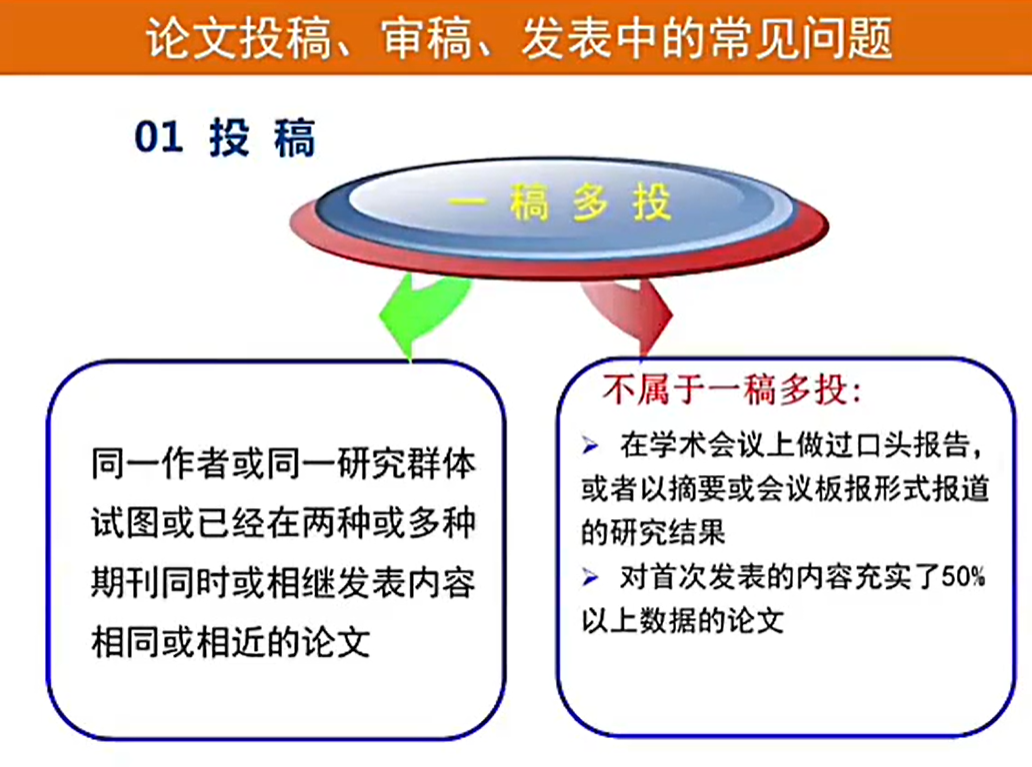 论文投稿、审稿、发表中的常见问题
01 投 稿
一 稿 多 投
同一作者或同一研究群体
试图或已经在两种或多种
期刊同时或相继发表内容
相同或相近的论文
不属于一稿多投：
➢ 在学术会议上做过口头报告，
或者以摘要或会议板报形式报道
的研究结果
➢ 对首次发表的内容充实了50%
以上数据的论文